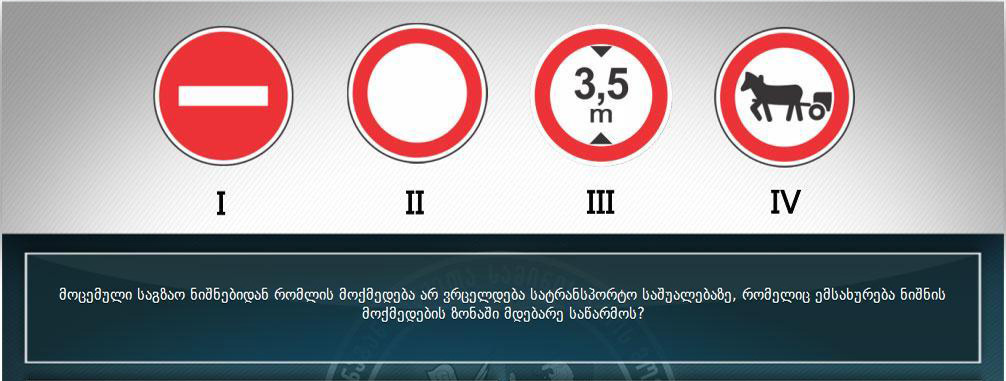 3,5
m
I II III IV
მოცემული საგზაო ნიშნებიდან რომლის მოქმედება არ ვრცელდება სატრანსპორტო საშუალებაზე, რომელიც ემსახურება ნიშნის
მოქმედების ზონაში მდებარე საწარმოს?